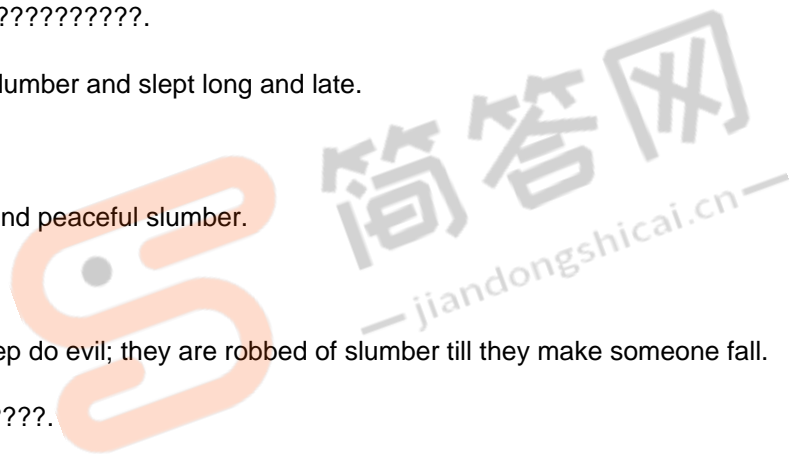 ??????????.
lumber and slept long and late.
nd peaceful slumber.
ep do evil; they are robbed of slumber till they make someone fall.
???.
简答网
jiandongshicai.cn